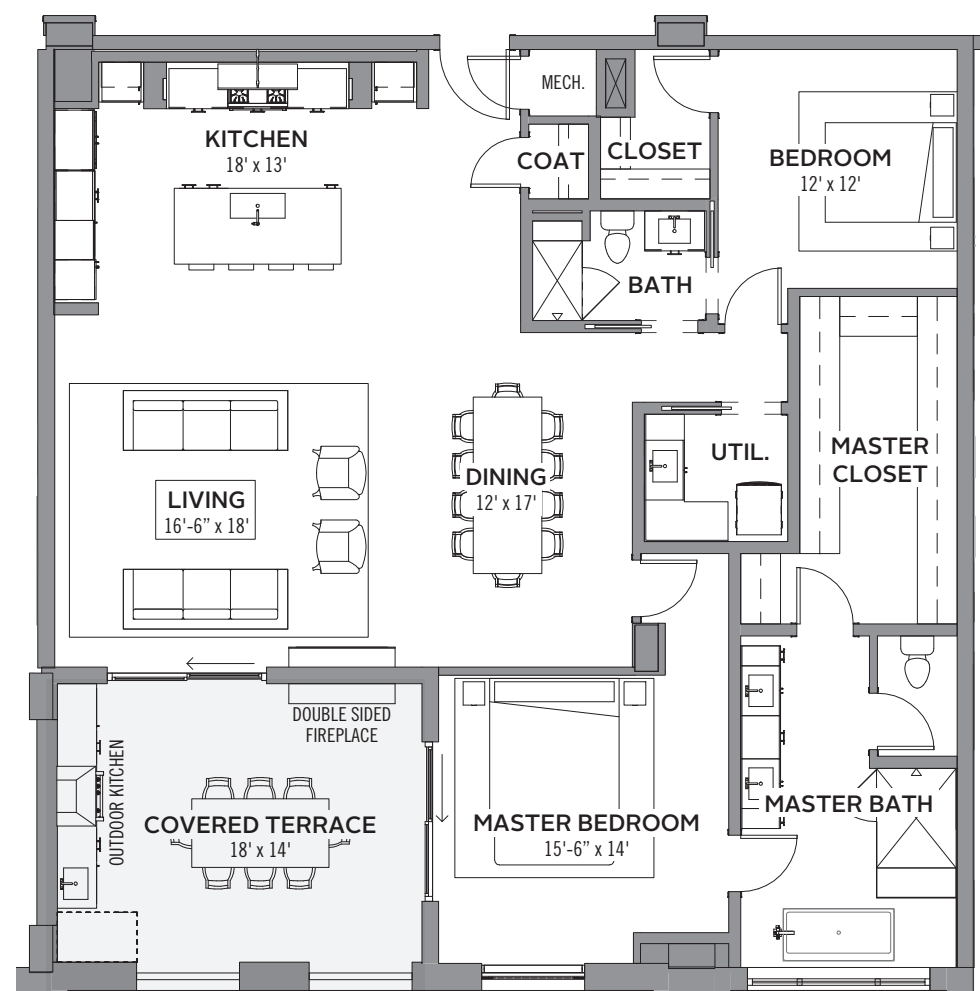 MECH.
KITCHEN
18' x 13'
COAT
CLOSET
BEDROOM
12' x 12'
BATH
UTIL.
MASTER
CLOSET
DINING
12' x 17'
LIVING
16'-6” x 18'
DOUBLE SIDED
FIREPLACE
OUTDOOR KITCHEN
COVERED TERRACE
18' x 14'
MASTER BEDROOM
15'-6” x 14'
MASTER BATH